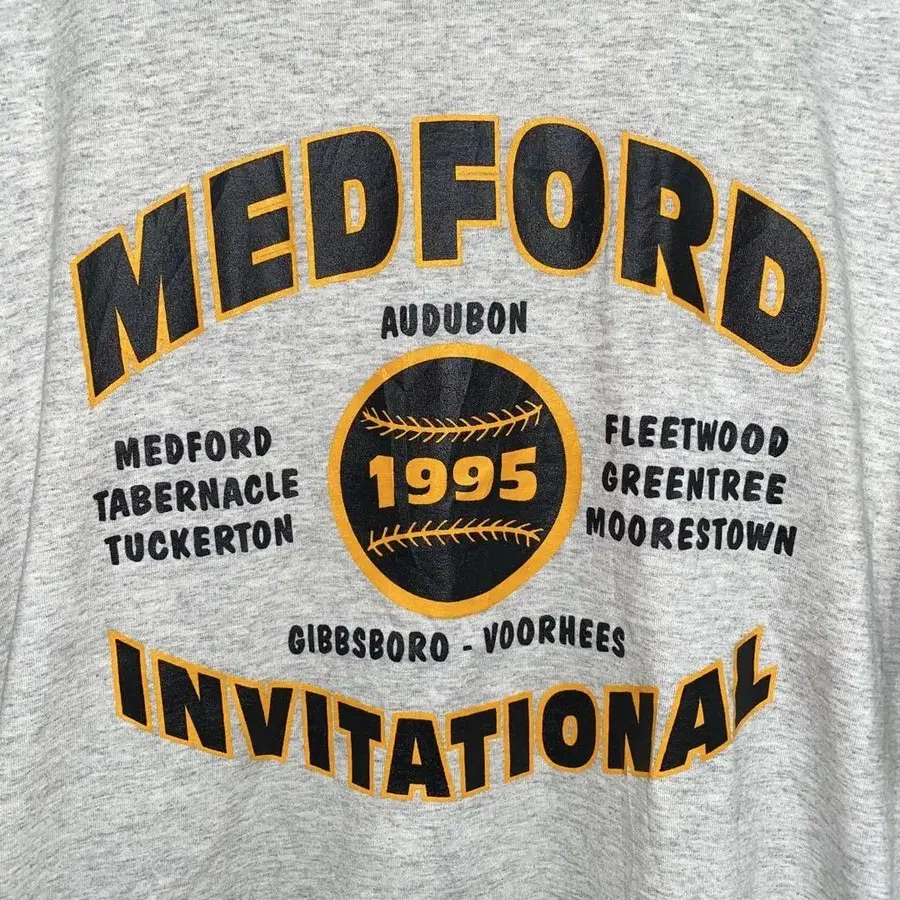 MEDFORD
AUDUBON
MEDFORD
TABERNACLE
TUCKERTON
1995
FLEETWOOD
GREENTREE
MOORESTOWN
GIBBSBORO - VOORHEES
INVITATIONAL